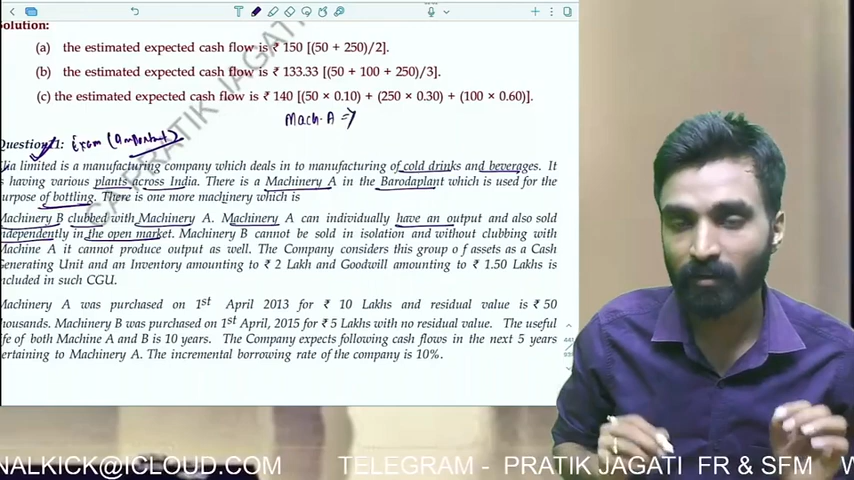 Solution:
(a) the estimated expected cash flow is ₹ 150 [(50 + 250)/2].
(b) the estimated expected cash flow is ₹ 133.33 [(50 + 100 + 250)/3].
(c) the estimated expected cash flow is ₹ 140 [(50 × 0.10) + (250 × 0.30) + (100 × 0.60)].
Mach. A ⇒
Question11: Exam (Important)
lia limited is a manufacturing company which deals in to manufacturing of cold drinks and beverages. It
s having various plants across India. There is a Machinery A in the Barodaplant which is used for the
urpose of bottling. There is one more machinery which is
Machinery B clubbed with Machinery A. Machinery A can individually have an output and also sold
ndependently in the open market. Machinery B cannot be sold in isolation and without clubbing with
Machine A it cannot produce output as well. The Company considers this group o f assets as a Cash
Generating Unit and an Inventory amounting to ₹ 2 Lakh and Goodwill amounting to ₹ 1.50 Lakhs is
ncluded in such CGU.
Machinery A was purchased on 1st April 2013 for ₹ 10 Lakhs and residual value is ₹ 50
housands. Machinery B was purchased on 1st April, 2015 for ₹ 5 Lakhs with no residual value. The useful
ife of both Machine A and B is 10 years. The Company expects following cash flows in the next 5 years
ertaining to Machinery A. The incremental borrowing rate of the company is 10%.
CA PRATIK JAGATI
NALKICK@ICLOUD.COM TELEGRAM - PRATIK JAGATI FR & SFM W